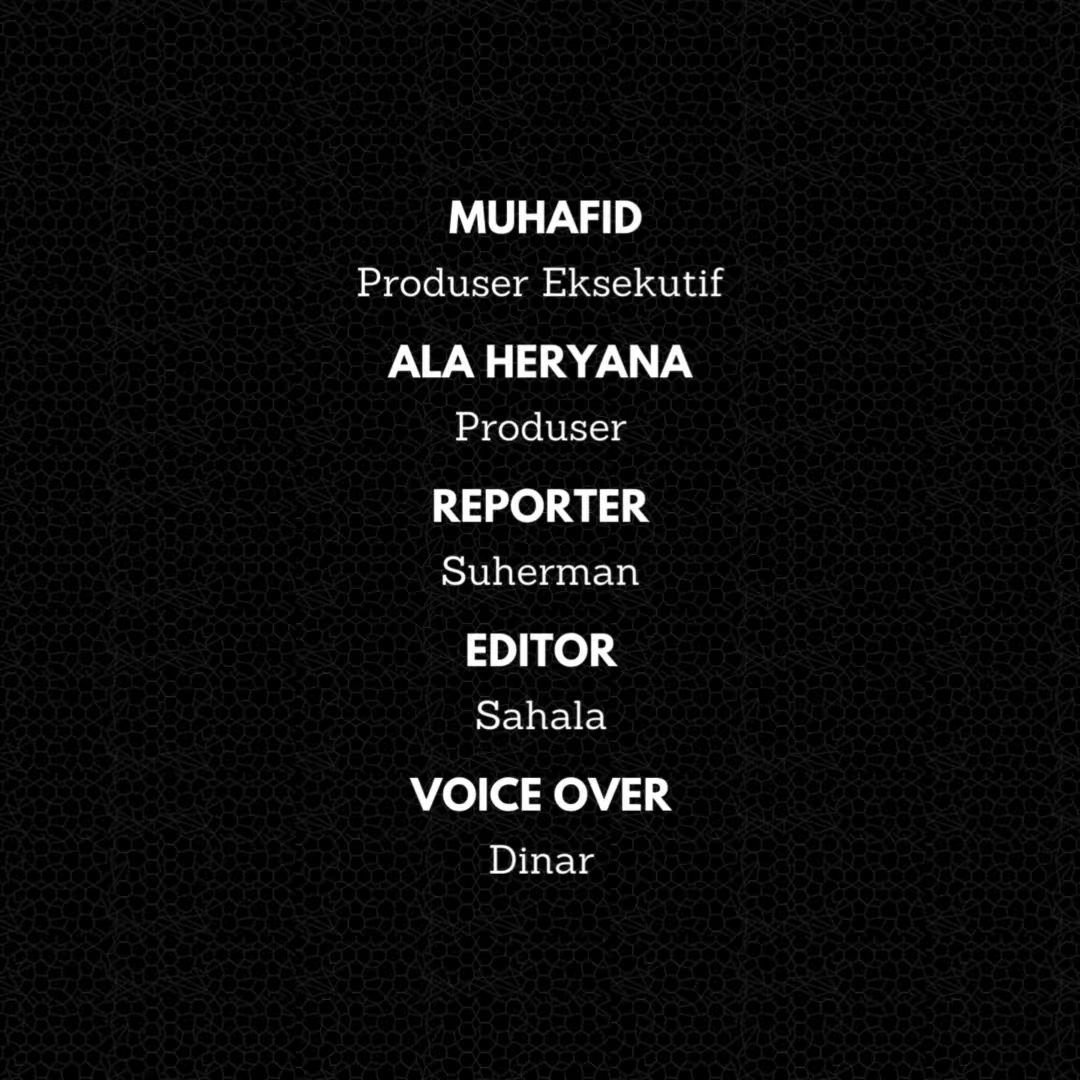 MUHAFID
Produser Eksekutif
ALA HERYANA
Produser
REPORTER
Suherman
EDITOR
Sahala
VOICE OVER
Dinar